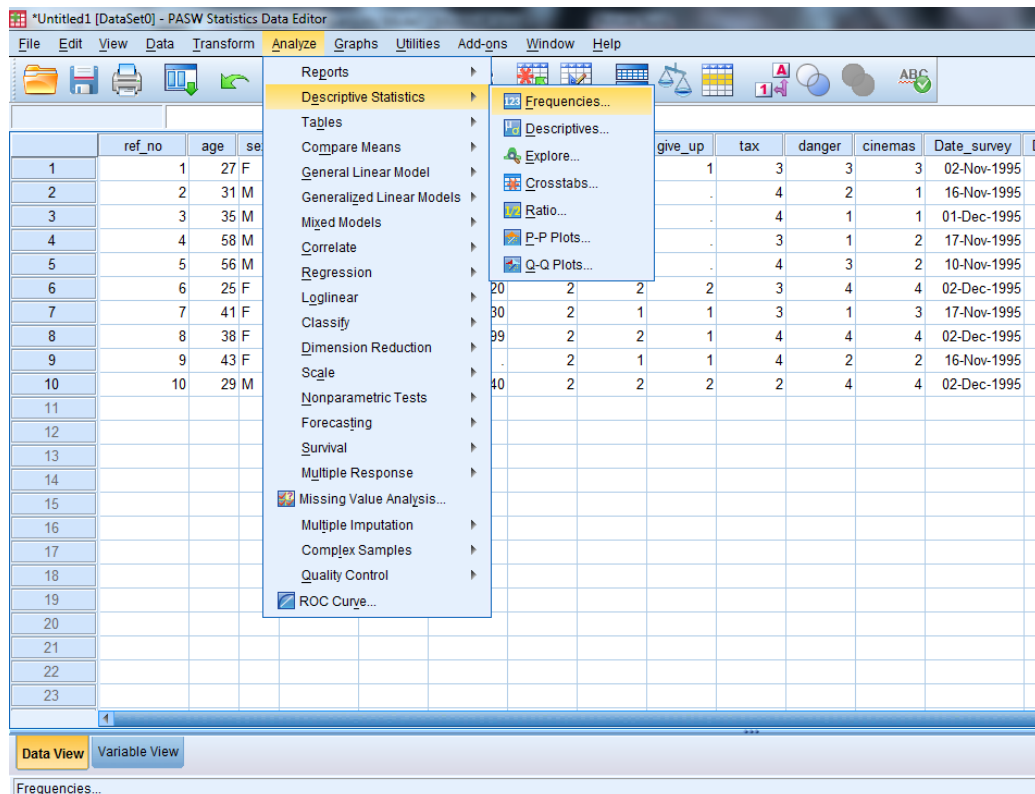 *Untitled1 [DataSet0] - PASW Statistics Data Editor
File Edit View Data Transform Analyze Graphs Utilities Add-ons Window Help
Reports
Descriptive Statistics
Tables
Compare Means
General Linear Model
Generalized Linear Models
Mixed Models
Correlate
Regression
Loglinear
Classify
Dimension Reduction
Scale
Nonparametric Tests
Forecasting
Survival
Multiple Response
Missing Value Analysis...
Multiple Imputation
Complex Samples
Quality Control
ROC Curve...
123 Frequencies...
Descriptives...
Explore...
Crosstabs...
1/2 Ratio...
P-P Plots...
Q-Q Plots...
A 1 4
ABC
ref_no age se give_up tax danger cinemas Date_survey
1 1 27 F 1 3 3 3 02-Nov-1995
2 2 31 M . 4 2 1 16-Nov-1995
3 3 35 M . 4 1 1 01-Dec-1995
4 4 58 M . 3 1 2 17-Nov-1995
5 5 56 M . 4 3 2 10-Nov-1995
6 6 25 F 20 2 2 2 3 4 4 02-Dec-1995
7 7 41 F 30 2 1 1 3 1 3 17-Nov-1995
8 8 38 F 99 2 2 1 4 4 4 02-Dec-1995
9 9 43 F . 2 1 1 4 2 2 16-Nov-1995
10 10 29 M 40 2 2 2 2 4 4 02-Dec-1995
11
12
13
14
15
16
17
18
19
20
21
22
23
Data View Variable View
Frequencies...